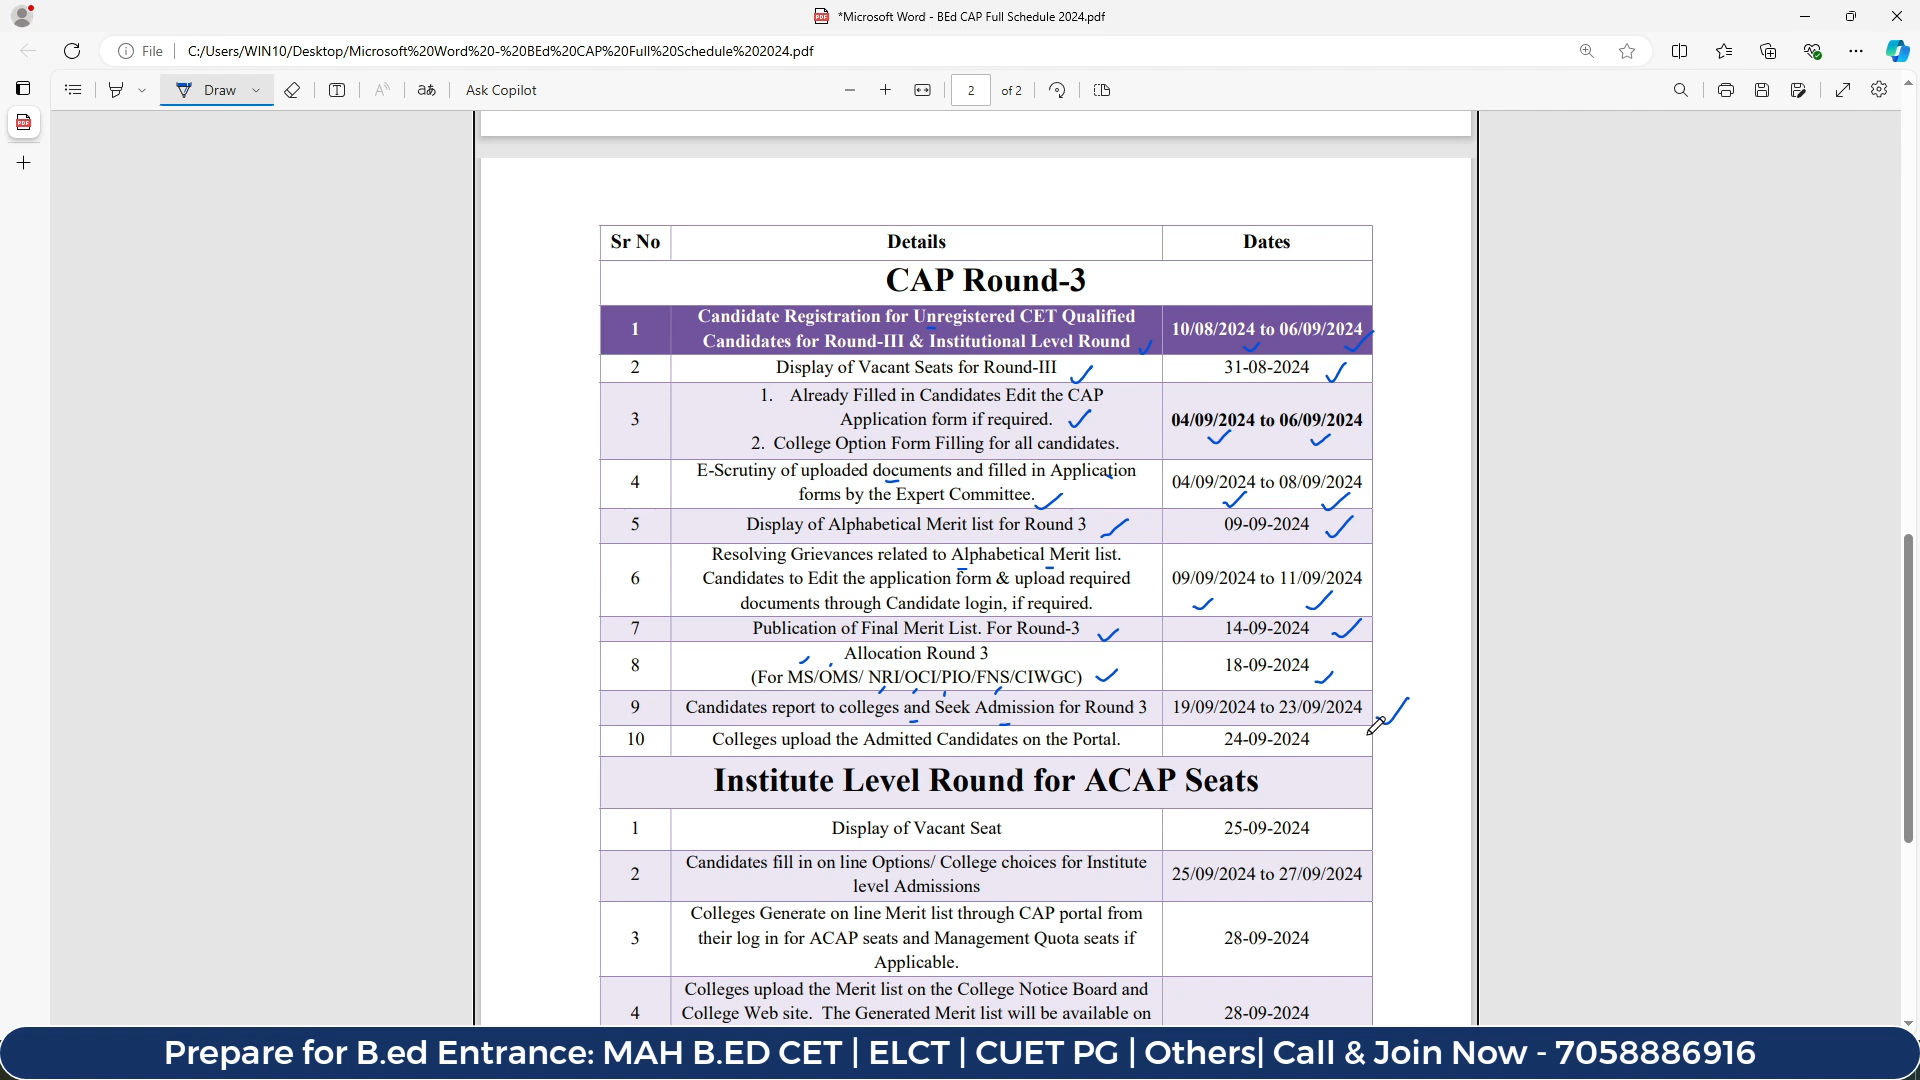 *Microsoft Word - BEd CAP Full Schedule 2024.pdf
File C:/Users/WIN10/Desktop/Microsoft%20Word%20-%20BEd%20CAP%20Full%20Schedule%202024.pdf
Draw
aあ
Ask Copilot
2 of 2
Sr No Details Dates
CAP Round-3
1 Candidate Registration for Unregistered CET Qualified Candidates for Round-III & Institutional Level Round 10/08/2024 to 06/09/2024
2 Display of Vacant Seats for Round-III 31-08-2024
3 1. Already Filled in Candidates Edit the CAP
Application form if required.
2. College Option Form Filling for all candidates. 04/09/2024 to 06/09/2024
4 E-Scrutiny of uploaded documents and filled in Application
forms by the Expert Committee. 04/09/2024 to 08/09/2024
5 Display of Alphabetical Merit list for Round 3 09-09-2024
6 Resolving Grievances related to Alphabetical Merit list.
Candidates to Edit the application form & upload required
documents through Candidate login, if required. 09/09/2024 to 11/09/2024
7 Publication of Final Merit List. For Round-3 14-09-2024
8 Allocation Round 3
(For MS/OMS/ NRI/OCI/PIO/FNS/CIWGC) 18-09-2024
9 Candidates report to colleges and Seek Admission for Round 3 19/09/2024 to 23/09/2024
10 Colleges upload the Admitted Candidates on the Portal. 24-09-2024
Institute Level Round for ACAP Seats
1 Display of Vacant Seat 25-09-2024
2 Candidates fill in on line Options/ College choices for Institute
level Admissions 25/09/2024 to 27/09/2024
3 Colleges Generate on line Merit list through CAP portal from
their log in for ACAP seats and Management Quota seats if
Applicable. 28-09-2024
4 Colleges upload the Merit list on the College Notice Board and
College Web site. The Generated Merit list will be available on 28-09-2024
Prepare for B.ed Entrance: MAH B.ED CET | ELCT | CUET PG | Others| Call & Join Now - 7058886916